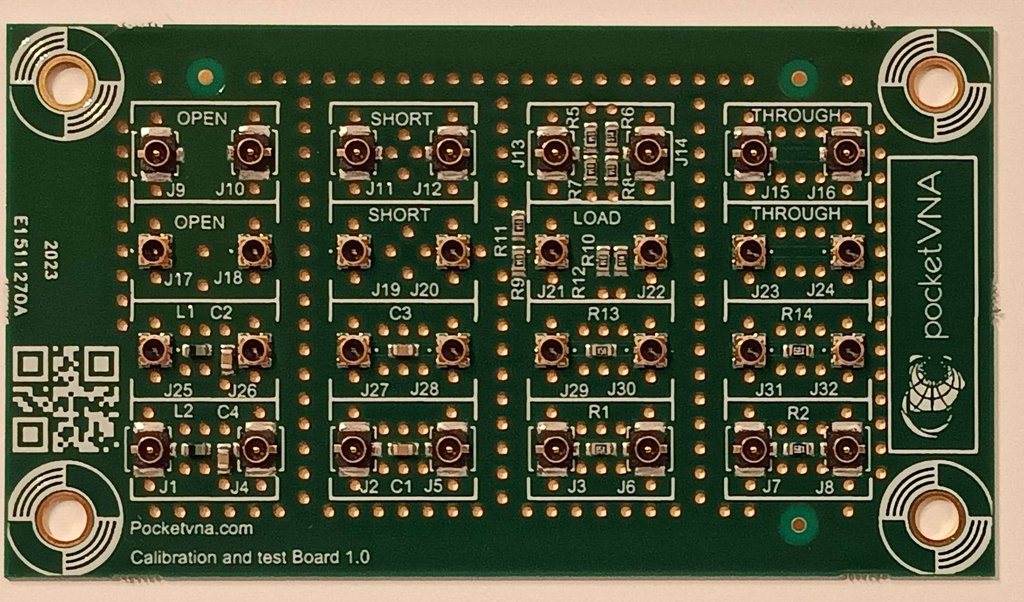 OPEN
SHORT
R5 R6
THROUGH
J9 J10
J11 J12
J13 J14
R7 R8
J15 J16
OPEN
SHORT
LOAD
THROUGH
R11
R9
R12
R10
J17 J18
J19 J20
J21 J22
J23 J24
L1 C2
C3
R13
R14
J25 J26
J27 J28
J29 J30
J31 J32
L2 C4
R1
R2
J1 J4
J2 C1 J5
J3 J6
J7 J8
2023
E1511270A
pocketVNA
Pocketvna.com
Calibration and test Board 1.0